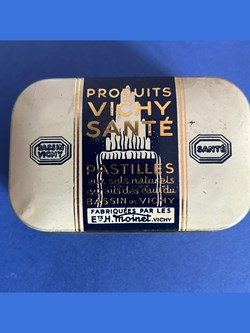 PRODUITS
VICHY
SANTÉ
BASSIN
VICHY
SANTÉ
PASTILLES
aux sels naturels
extraits des eaux du
BASSIN DE VICHY
FABRIQUÉES PAR LES
Ets H. Moinet. VICHY